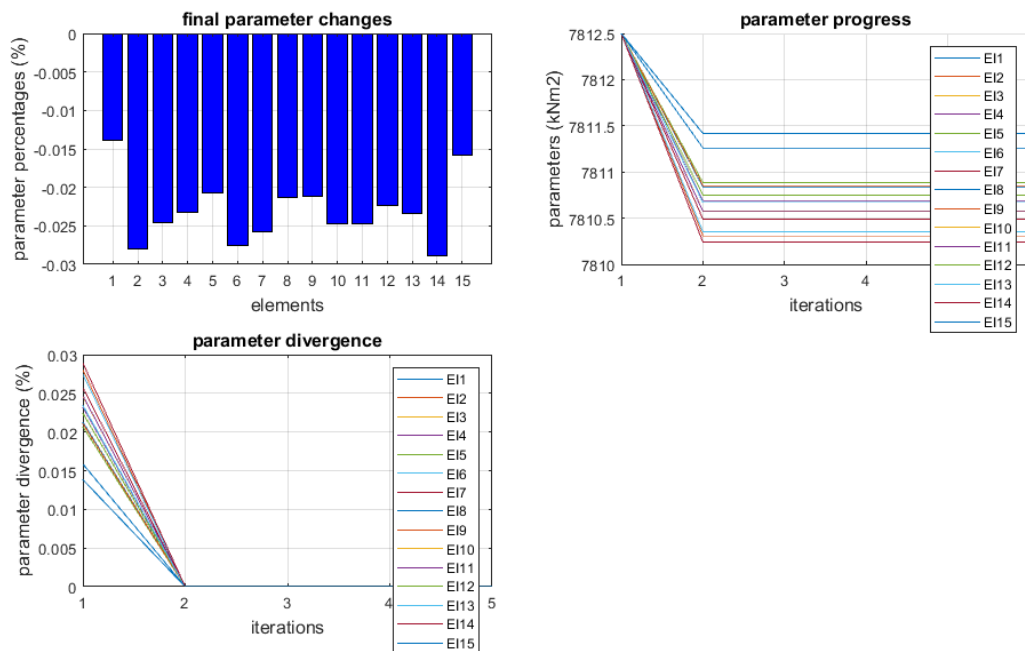 final parameter changes
parameter percentages (%)
0
-0.005
-0.01
-0.015
-0.02
-0.025
-0.03
1 2 3 4 5 6 7 8 9 10 11 12 13 14 15
elements
parameter progress
parameters (kNm2)
7812.5
7812
7811.5
7811
7810.5
7810
1 2 3 4
iterations
EI1
EI2
EI3
EI4
EI5
EI6
EI7
EI8
EI9
EI10
EI11
EI12
EI13
EI14
EI15
parameter divergence
parameter divergence (%)
0.03
0.025
0.02
0.015
0.01
0.005
0
1 2 3 4 5
iterations
EI1
EI2
EI3
EI4
EI5
EI6
EI7
EI8
EI9
EI10
EI11
EI12
EI13
EI14
EI15